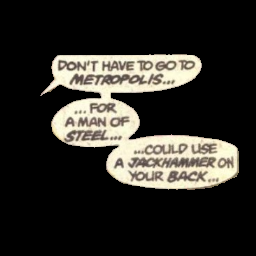 DON'T HAVE TO GO TO
METROPOLIS...
... FOR
A MAN OF
STEEL...
...COULD USE
A JACKHAMMER ON
YOUR BACK...